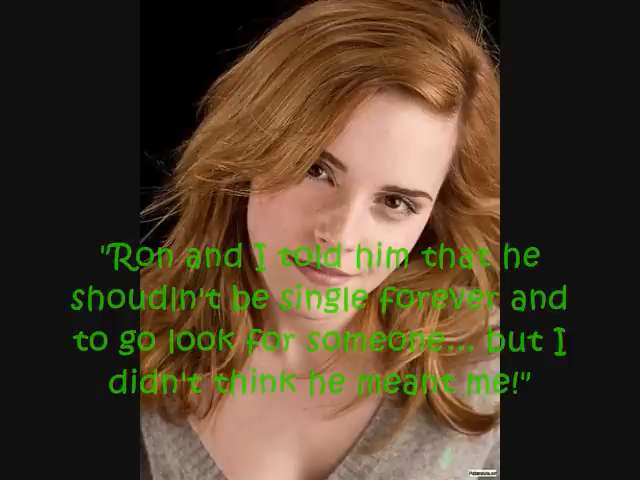 "Ron and I told him that he
shoudln't be single forever and
to go look for someone... but I
didn't think he meant me!"